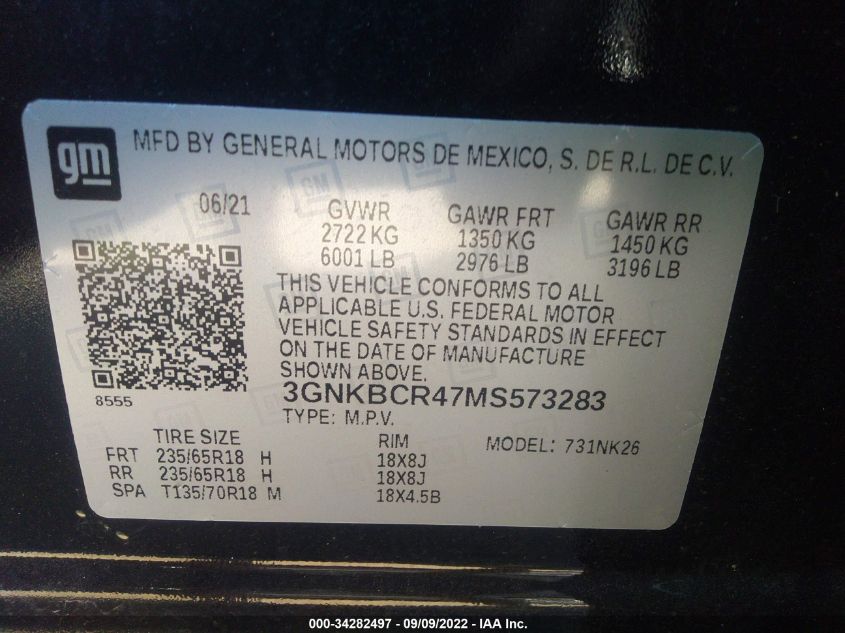 gm
MFD BY GENERAL MOTORS DE MEXICO, S. DE R.L. DE C.V.
06/21 GVWR GAWR FRT GAWR RR
2722 KG 1350 KG 1450 KG
6001 LB 2976 LB 3196 LB
THIS VEHICLE CONFORMS TO ALL
APPLICABLE U.S. FEDERAL MOTOR
VEHICLE SAFETY STANDARDS IN EFFECT
ON THE DATE OF MANUFACTURE
SHOWN ABOVE.
8555
3GNKBCR47MS573283
TYPE: M.P.V.
TIRE SIZE RIM MODEL: 731NK26
FRT 235/65R18 H 18X8J
RR 235/65R18 H 18X8J
SPA T135/70R18 M 18X4.5B
000-34282497 - 09/09/2022 - IAA Inc.